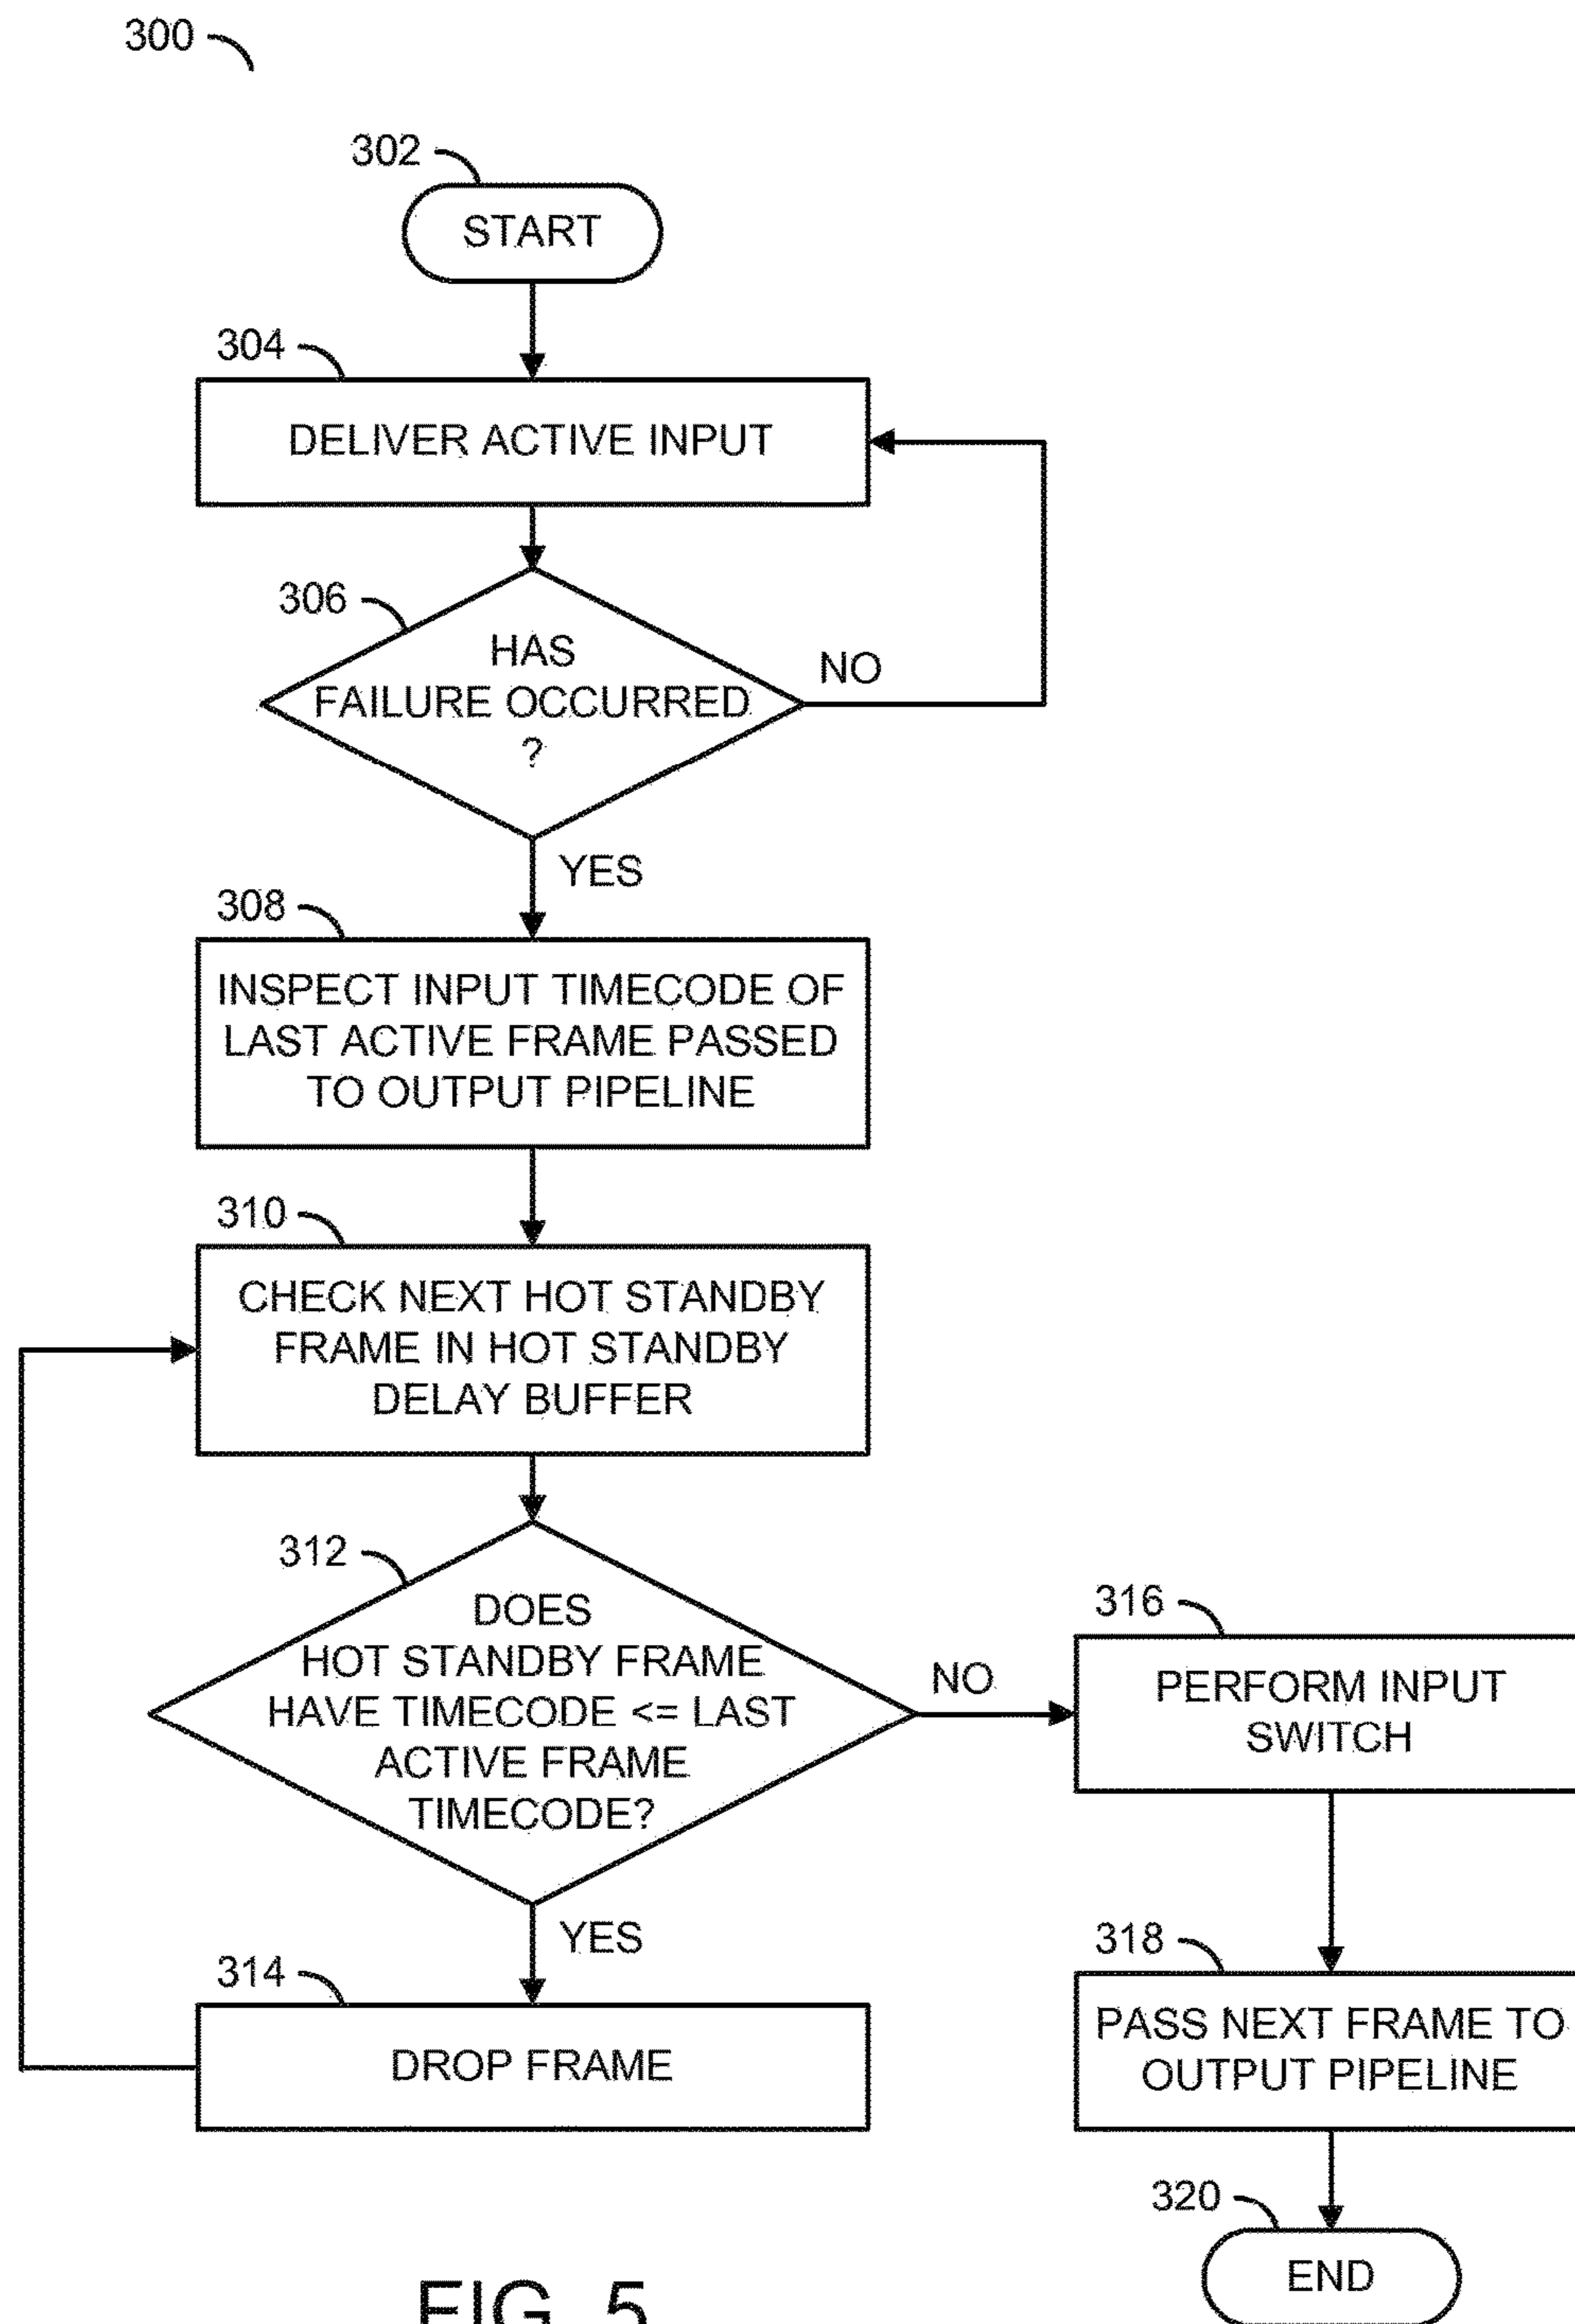 300
302
START
304
DELIVER ACTIVE INPUT
306
HAS
FAILURE OCCURRED
?
NO
YES
308
INSPECT INPUT TIMECODE OF
LAST ACTIVE FRAME PASSED
TO OUTPUT PIPELINE
310
CHECK NEXT HOT STANDBY
FRAME IN HOT STANDBY
DELAY BUFFER
312
DOES
HOT STANDBY FRAME
HAVE TIMECODE <= LAST
ACTIVE FRAME
TIMECODE?
NO
YES
314
DROP FRAME
316
PERFORM INPUT
SWITCH
318
PASS NEXT FRAME TO
OUTPUT PIPELINE
320
END
FIG. 5